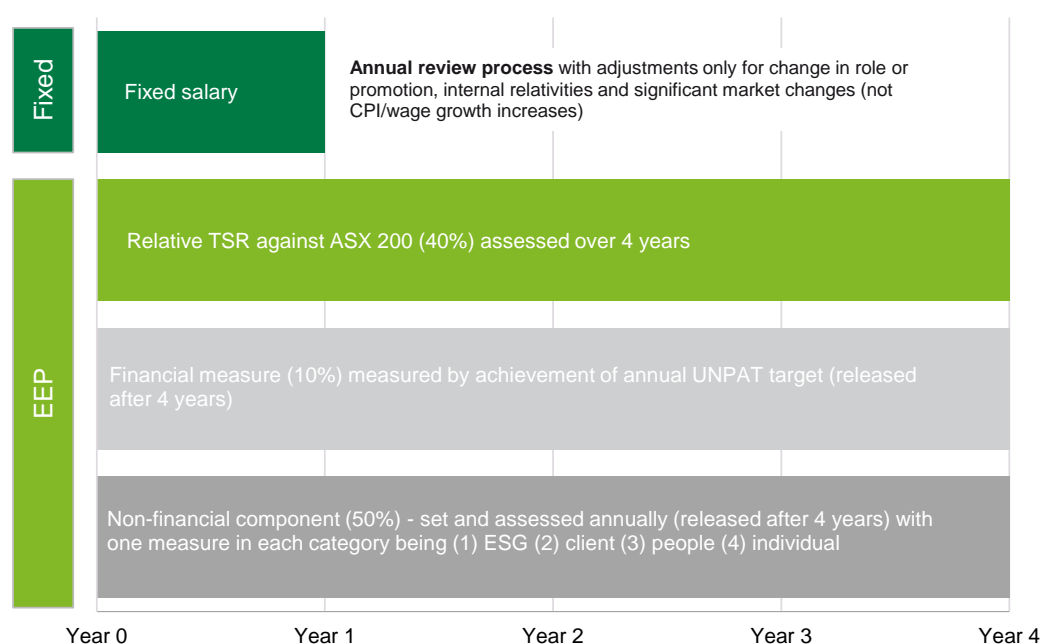 Fixed
Fixed salary
Annual review process with adjustments only for change in role or
promotion, internal relativities and significant market changes (not
CPI/wage growth increases)
EEP
Relative TSR against ASX 200 (40%) assessed over 4 years
Financial measure (10%) measured by achievement of annual UNPAT target (released
after 4 years)
Non-financial component (50%) - set and assessed annually (released after 4 years) with
one measure in each category being (1) ESG (2) client (3) people (4) individual
Year 0 Year 1 Year 2 Year 3 Year 4